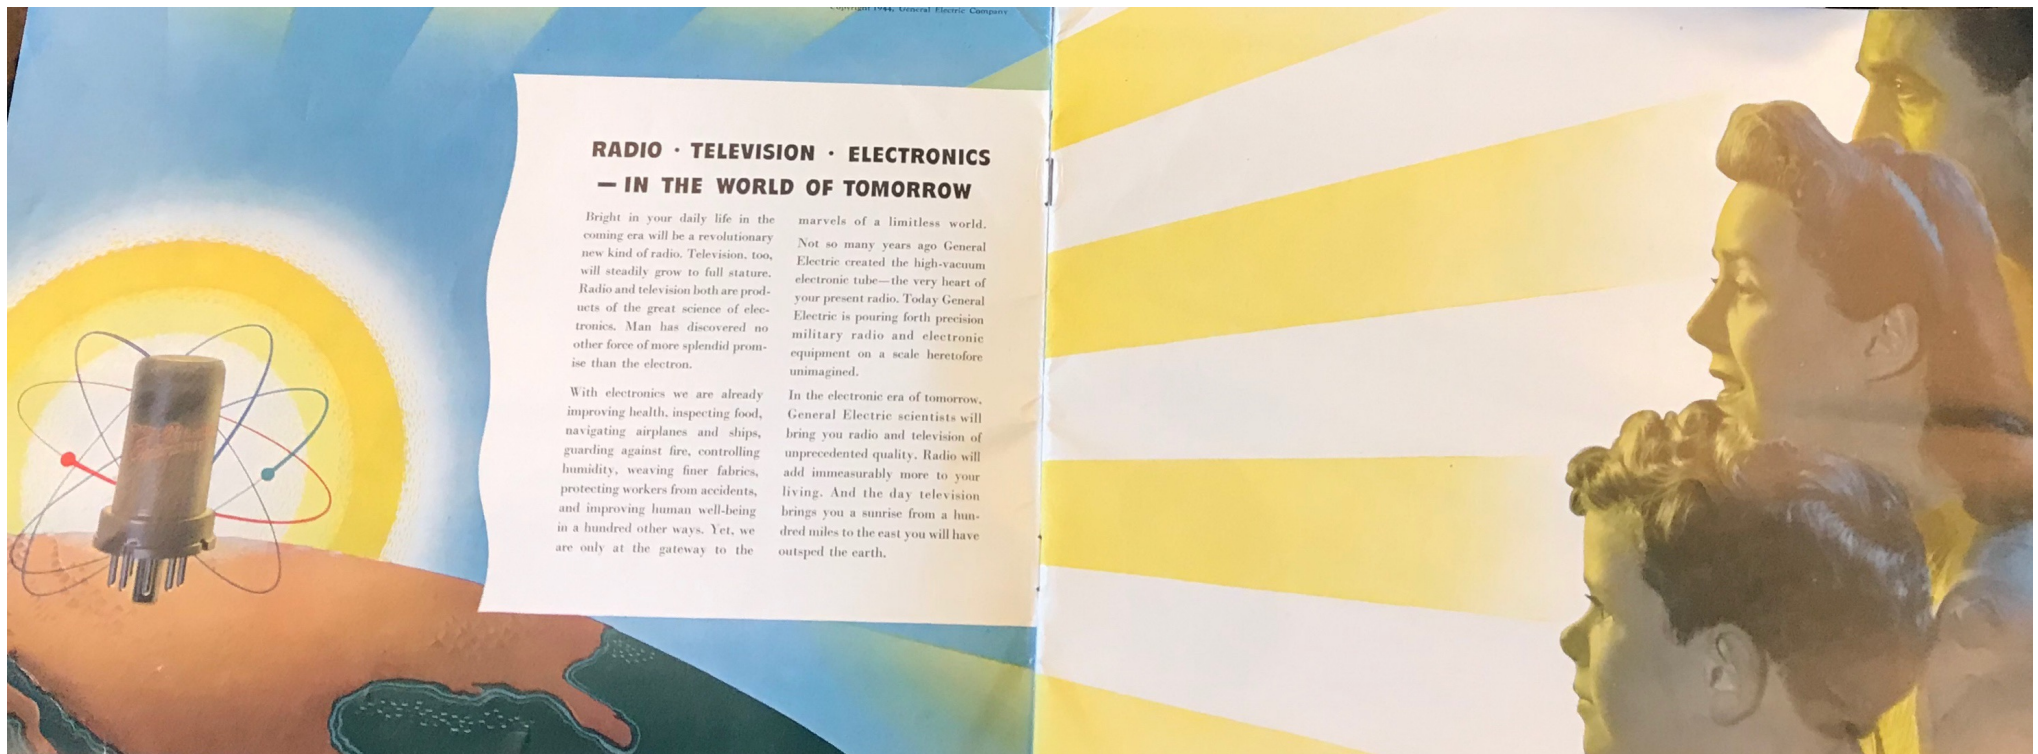 Copyright 1944, General Electric Company
RADIO · TELEVISION · ELECTRONICS
— IN THE WORLD OF TOMORROW
Bright in your daily life in the
coming era will be a revolutionary
new kind of radio. Television, too,
will steadily grow to full stature.
Radio and television both are prod-
ucts of the great science of elec-
tronics. Man has discovered no
other force of more splendid prom-
ise than the electron.
With electronics we are already
improving health, inspecting food,
navigating airplanes and ships,
guarding against fire, controlling
humidity, weaving finer fabrics,
protecting workers from accidents,
and improving human well-being
in a hundred other ways. Yet, we
are only at the gateway to the
marvels of a limitless world.
Not so many years ago General
Electric created the high-vacuum
electronic tube—the very heart of
your present radio. Today General
Electric is pouring forth precision
military radio and electronic
equipment on a scale heretofore
unimagined.
In the electronic era of tomorrow,
General Electric scientists will
bring you radio and television of
unprecedented quality. Radio will
add immeasurably more to your
living. And the day television
brings you a sunrise from a hun-
dred miles to the east you will have
outsped the earth.